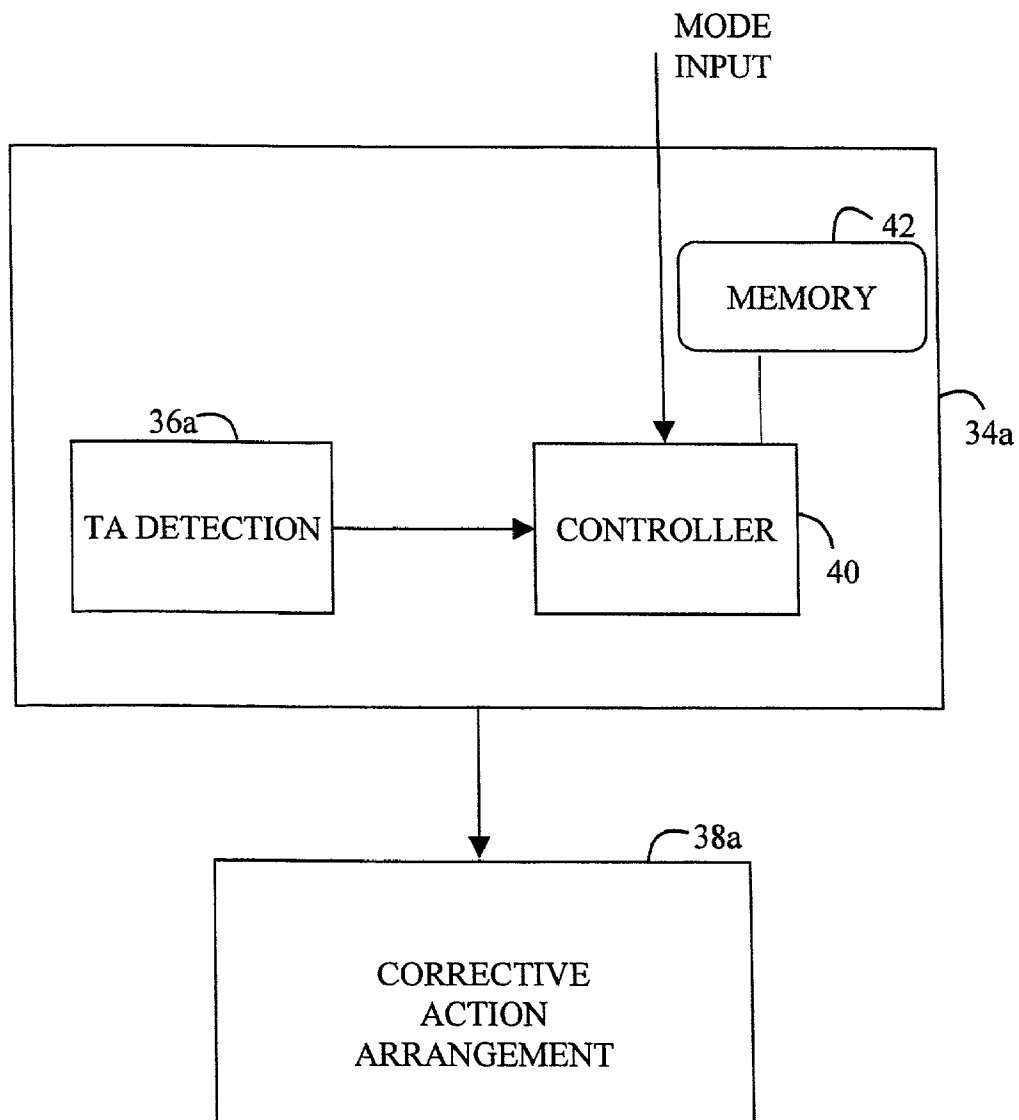 MODE
INPUT
42
MEMORY
34a
36a
TA DETECTION
CONTROLLER
40
38a
CORRECTIVE
ACTION
ARRANGEMENT